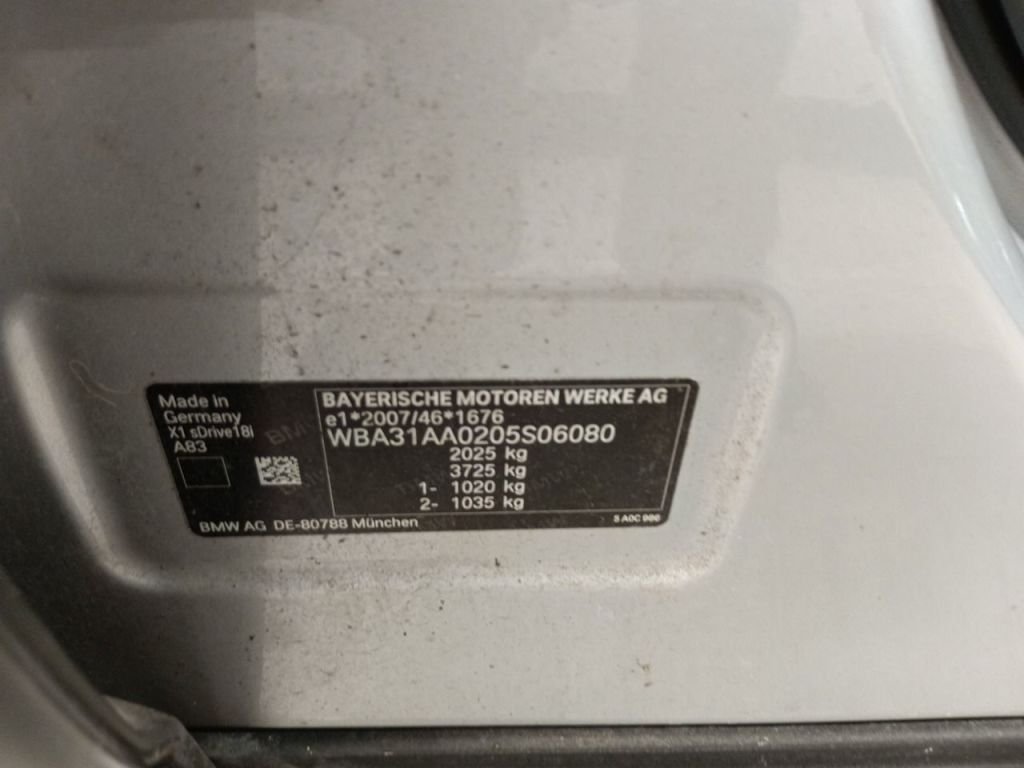 Made in
Germany
X1 sDrive18i
A83
BAYERISCHE MOTOREN WERKE AG
e1*2007/46*1676
WBA31AA0205S06080
2025 kg
3725 kg
1- 1020 kg
2- 1035 kg
BMW AG DE-80788 München